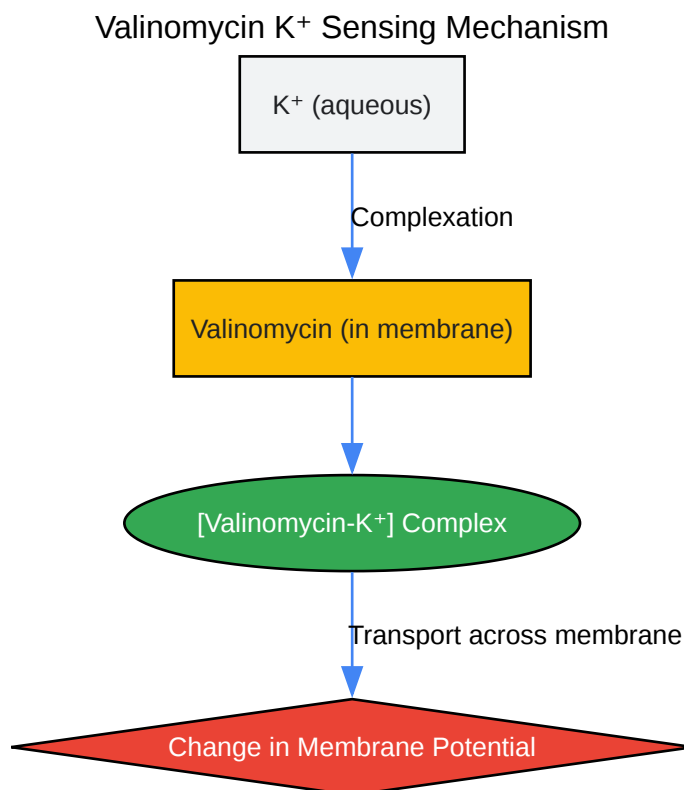 Valinomycin K⁺ Sensing Mechanism
K⁺ (aqueous)
Complexation
Valinomycin (in membrane)
[Valinomycin-K⁺] Complex
Transport across membrane
Change in Membrane Potential